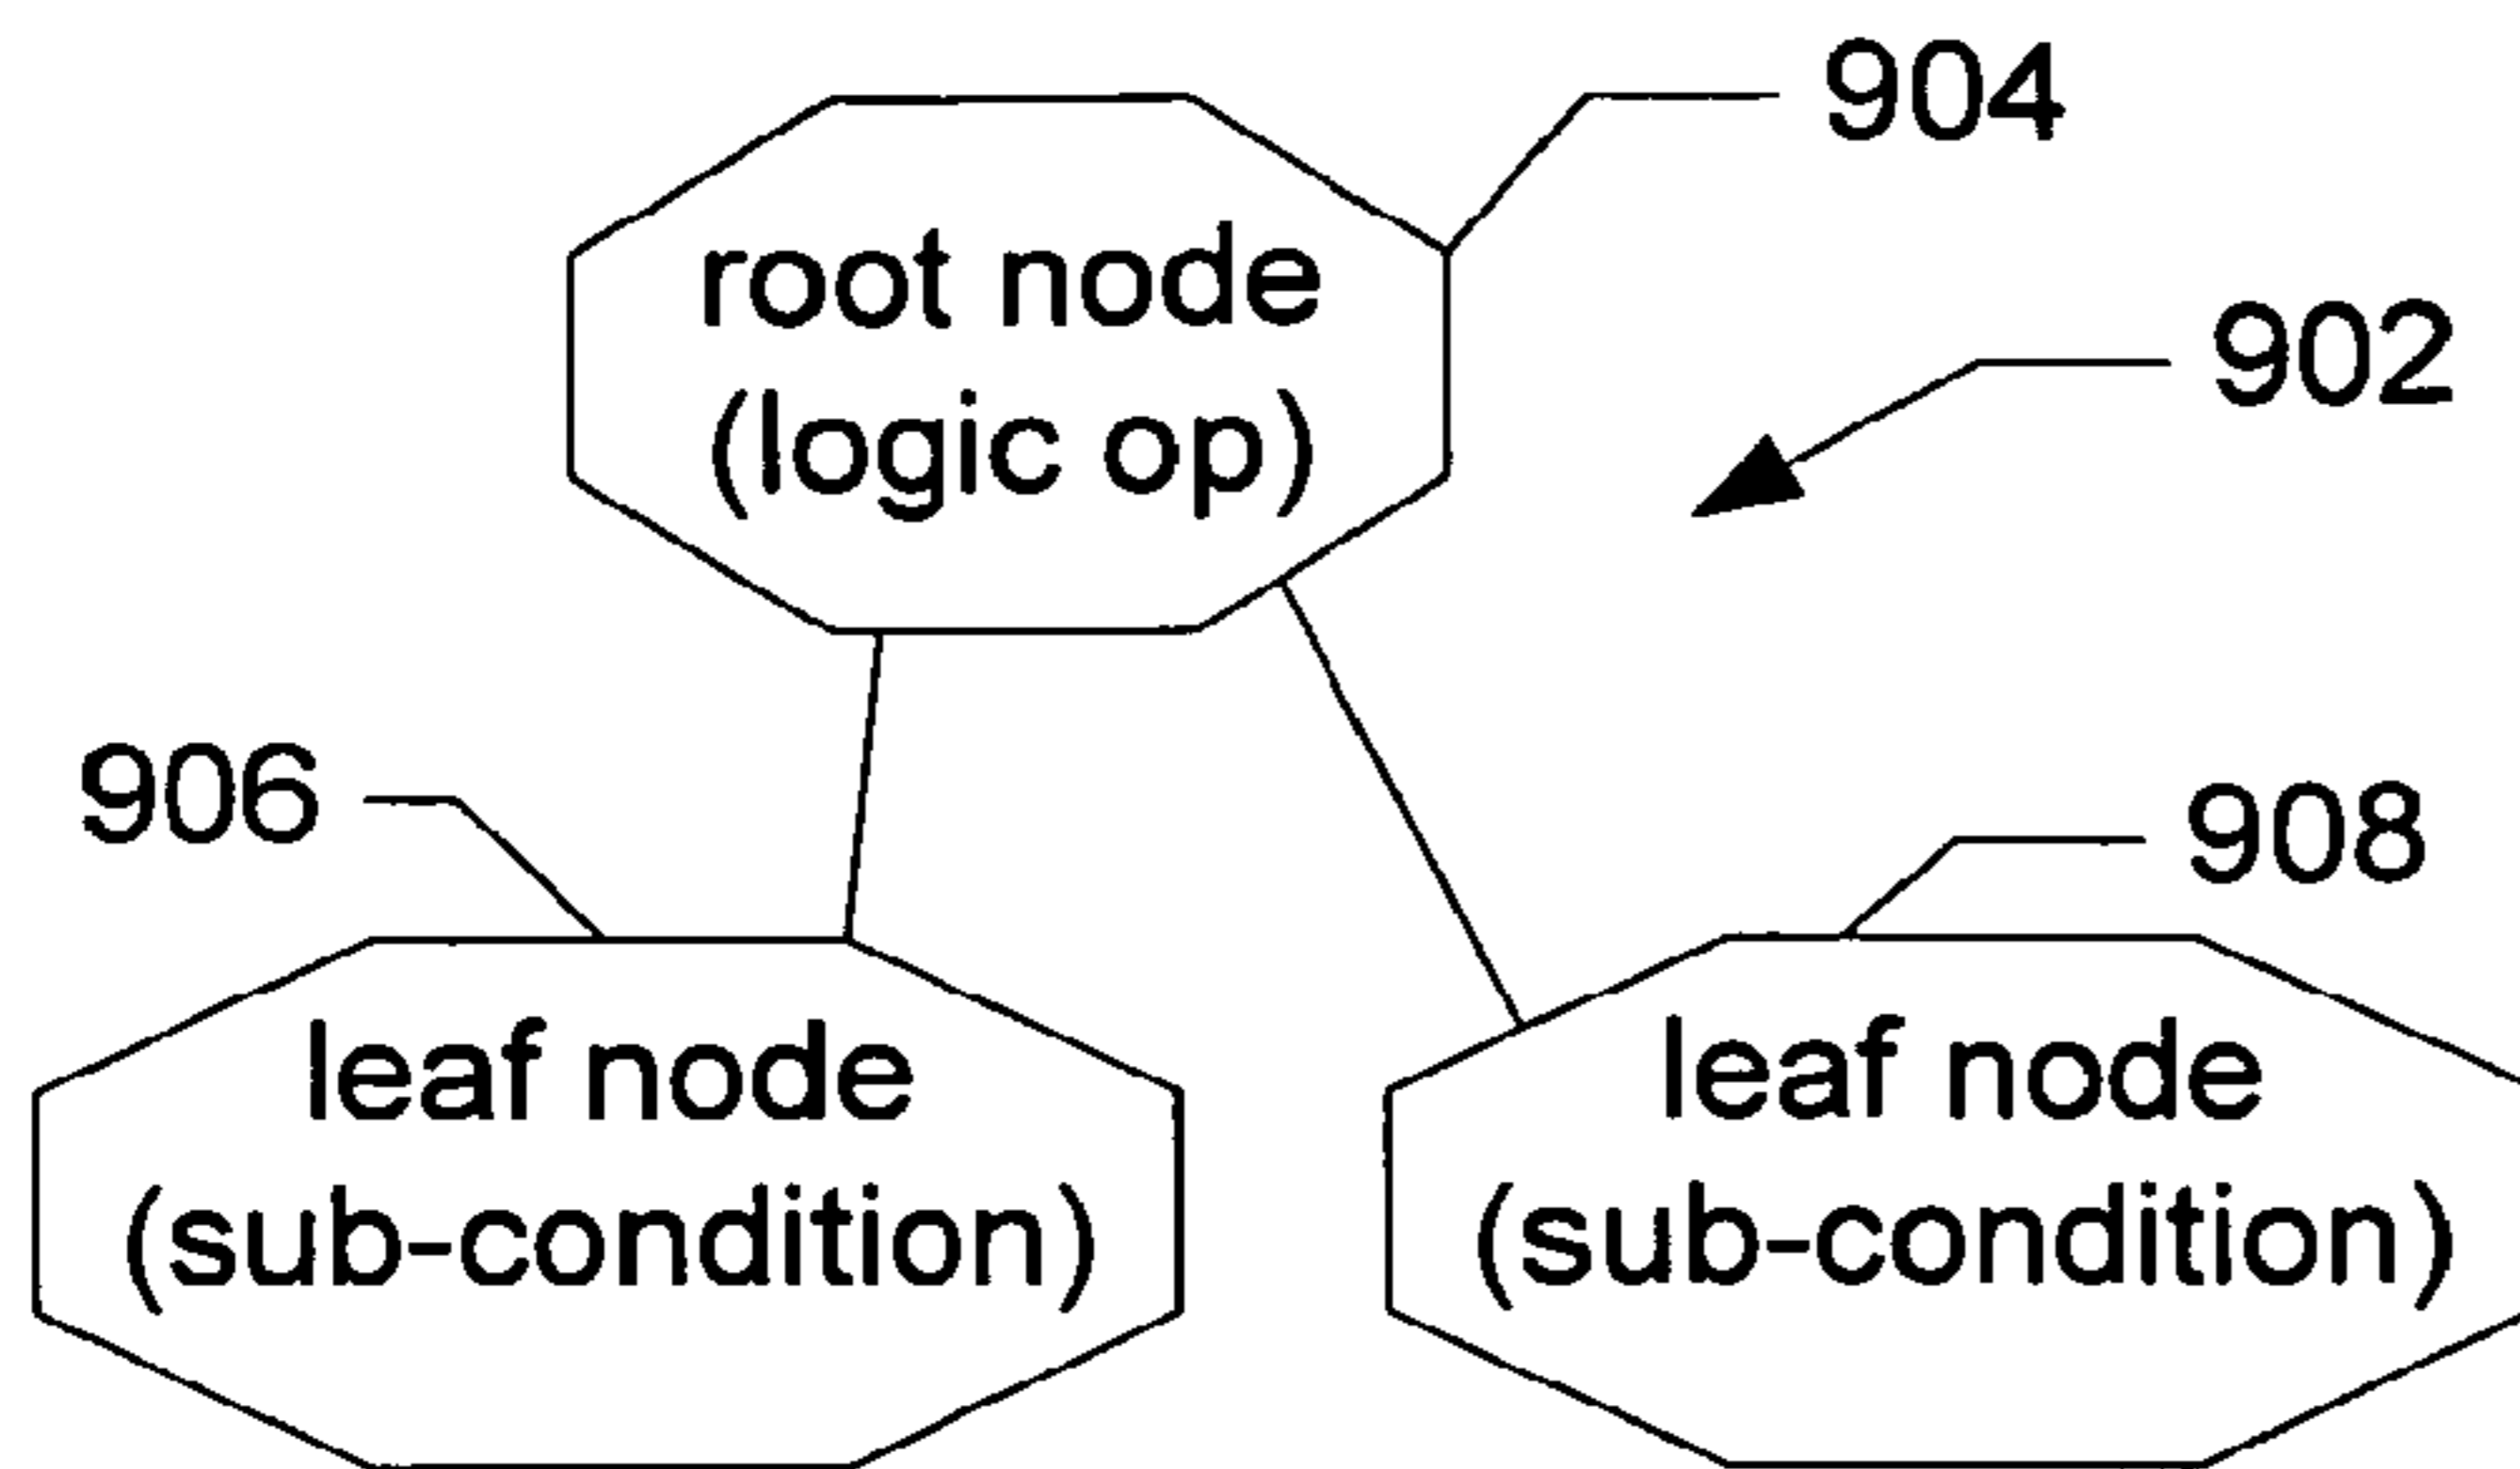 904
root node
(logic op)
902
906
908
leaf node
(sub-condition)
leaf node
(sub-condition)